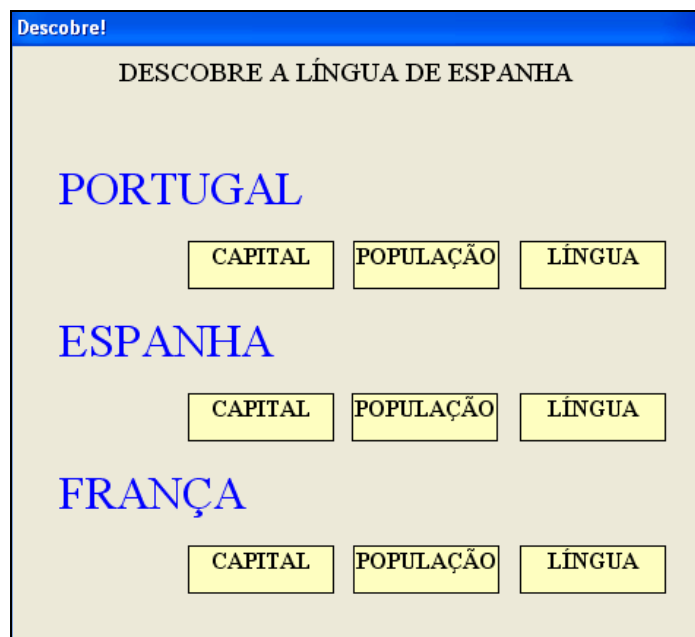 Descobre!
DESCOBRE A LÍNGUA DE ESPANHA
PORTUGAL
CAPITAL POPULAÇÃO LÍNGUA
ESPANHA
CAPITAL POPULAÇÃO LÍNGUA
FRANÇA
CAPITAL POPULAÇÃO LÍNGUA